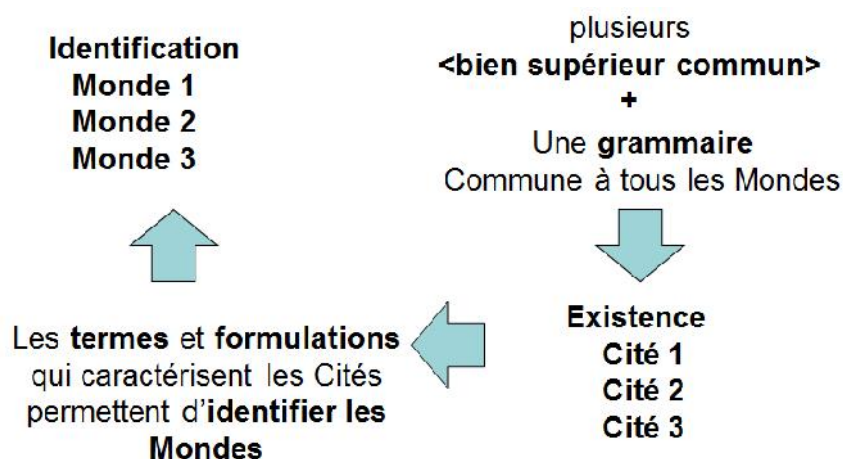 Identification
Monde 1
Monde 2
Monde 3
plusieurs
<bien supérieur commun>
+
Une grammaire
Commune à tous les Mondes
Existence
Cité 1
Cité 2
Cité 3
Les termes et formulations
qui caractérisent les Cités
permettent d'identifier les
Mondes